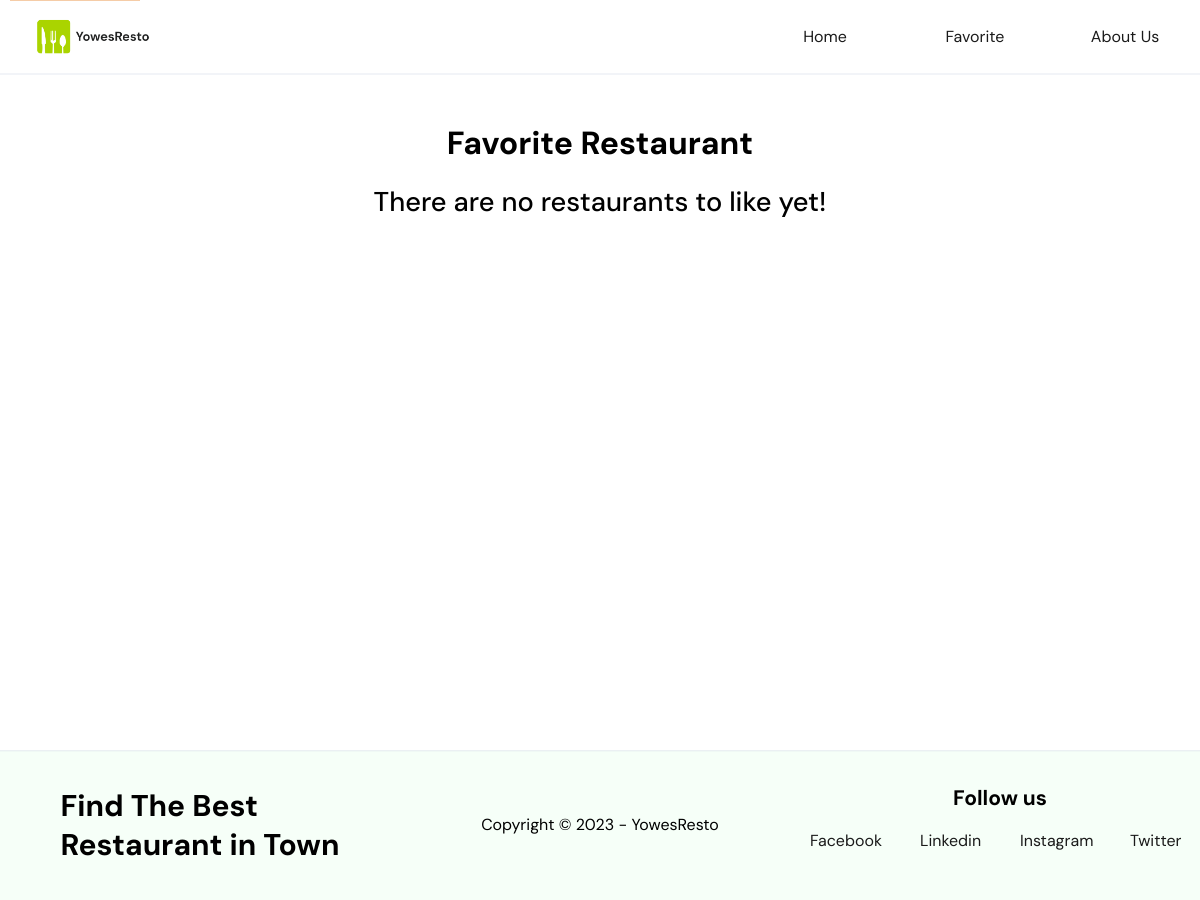 YowesResto
Home
Favorite
About Us
Favorite Restaurant
There are no restaurants to like yet!
Find The Best
Restaurant in Town
Copyright © 2023 - YowesResto
Follow us
Facebook
Linkedin
Instagram
Twitter